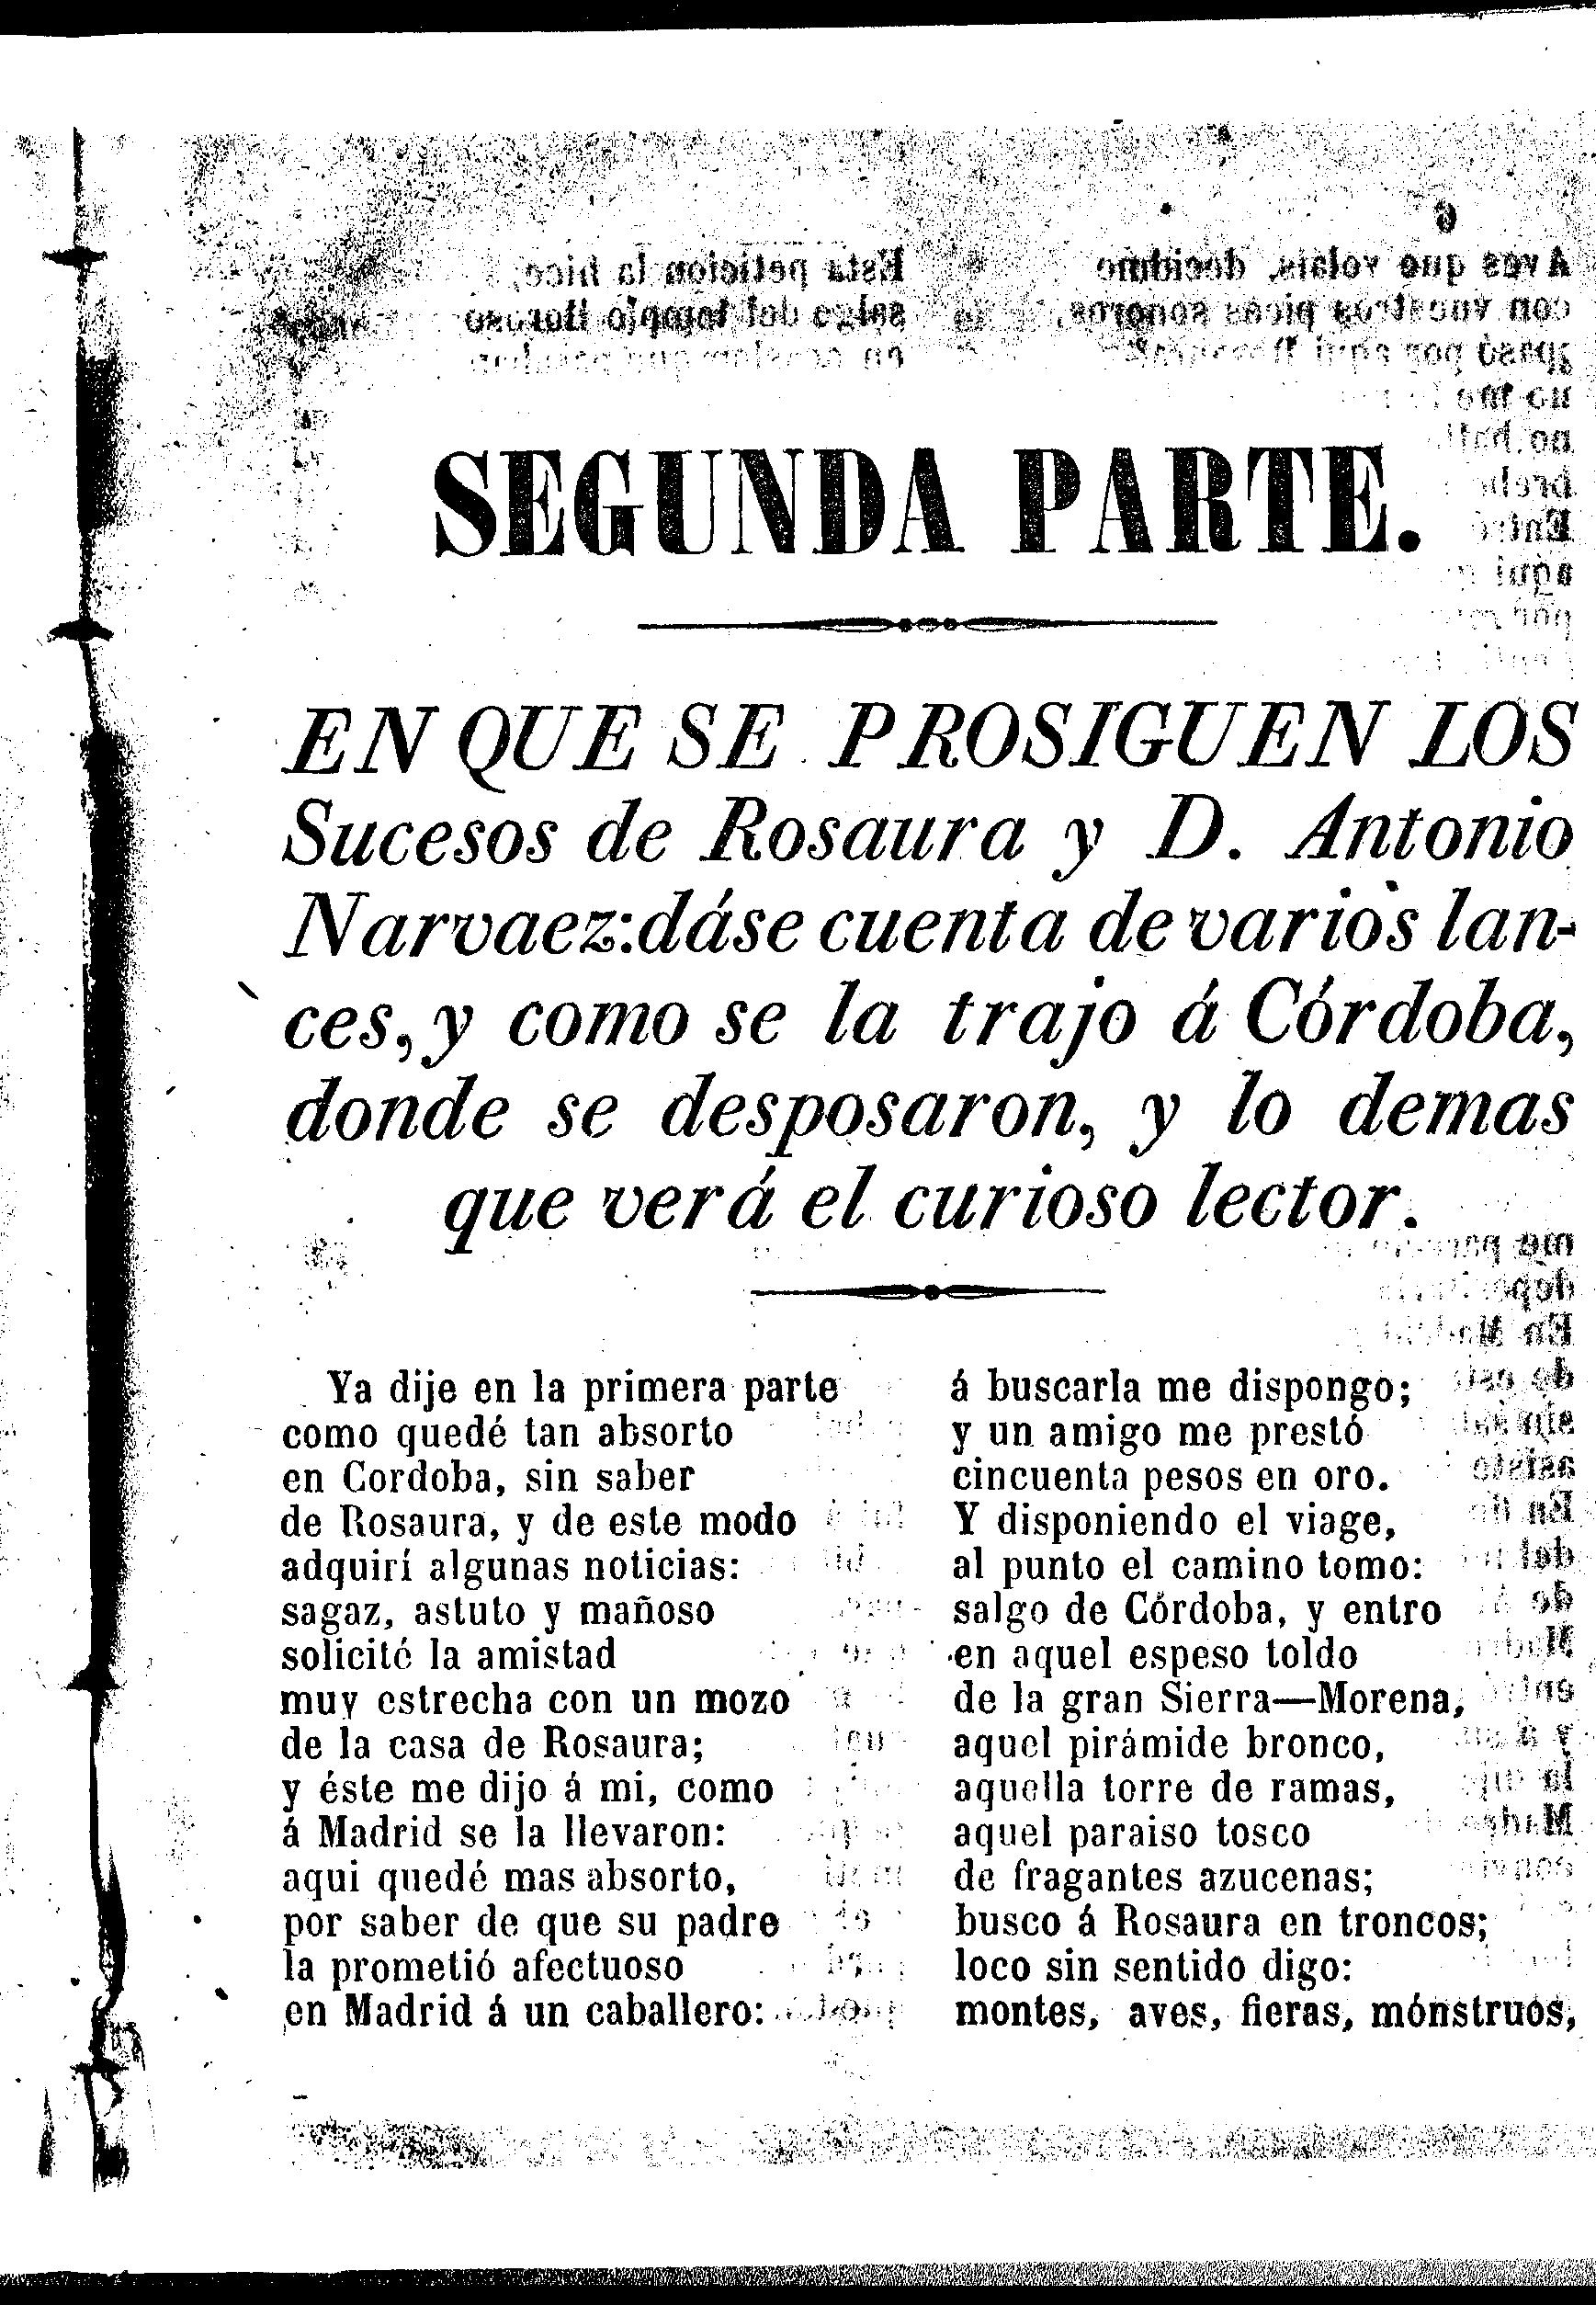 SEGUNDA PARTE.
EN QUE SE PROSIGUEN LOS
Sucesos de Rosaura y D. Antonio
Narvaez:dáse cuenta de varios lan-
ces, y como se la trajo á Córdoba,
donde se desposaron, y lo demas
que verá el curioso lector.
Ya dije en la primera parte
como quedé tan absorto
en Cordoba, sin saber
de Rosaura, y de este modo
adquirí algunas noticias:
sagaz, astuto y mañoso
solicité la amistad
muy estrecha con un mozo
de la casa de Rosaura;
y éste me dijo á mi, como
á Madrid se la llevaron:
aqui quedé mas absorto,
por saber de que su padre
la prometió afectuoso
en Madrid á un caballero:
á buscarla me dispongo;
y un amigo me prestó
cincuenta pesos en oro.
Y disponiendo el viage,
al punto el camino tomo:
salgo de Córdoba, y entro
en aquel espeso toldo
de la gran Sierra—Morena,
aquel pirámide bronco,
aquella torre de ramas,
aquel paraiso tosco
de fragantes azucenas;
busco á Rosaura en troncos;
loco sin sentido digo:
montes, aves, fieras, mónstruos,